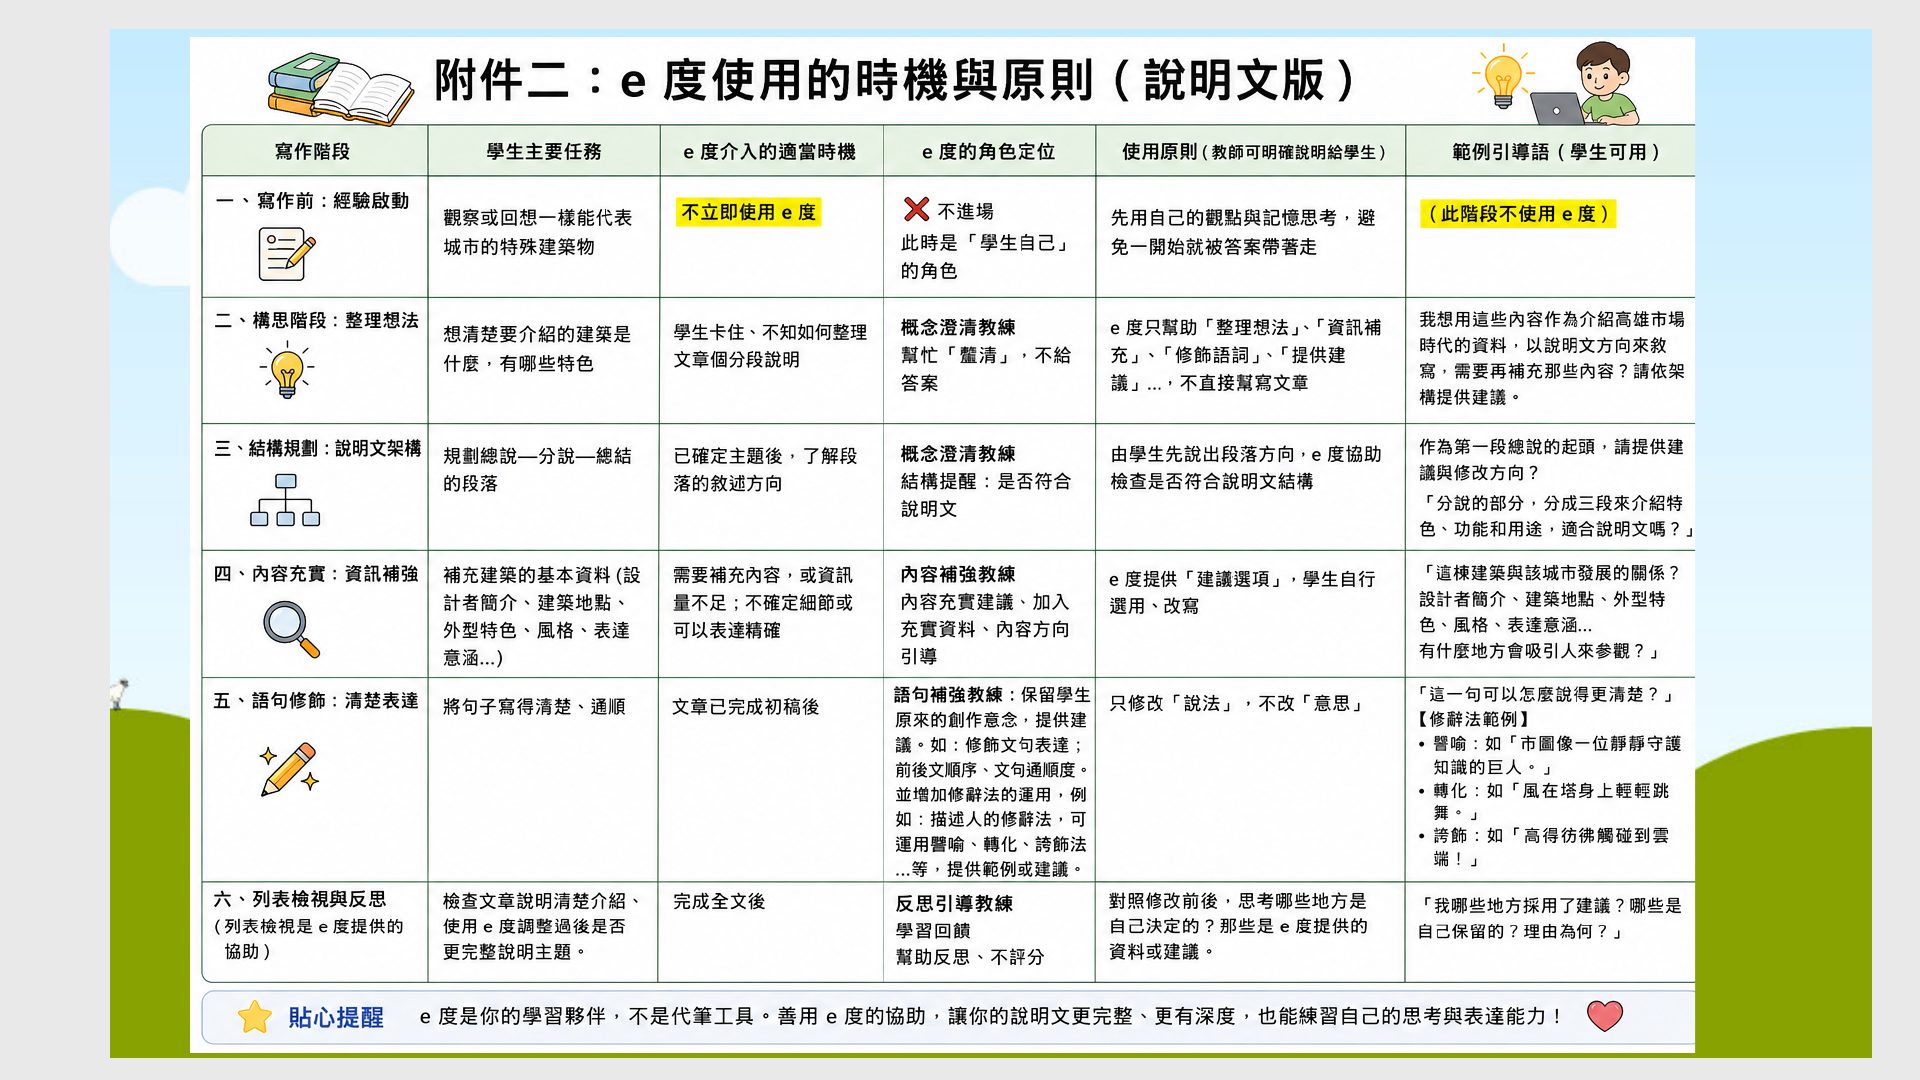 附件二：e 度使用的時機與原則（說明文版）
寫作階段
學生主要任務
e 度介入的適當時機
e 度的角色定位
使用原則（教師可明確說明給學生）
範例引導語（學生可用）
一、寫作前：經驗啟動
觀察或回想一樣能代表
城市的特殊建築物
不立即使用 e 度
不進場
此時是「學生自己」
的角色
先用自己的觀點與記憶思考，避
免一開始就被答案帶著走
（此階段不使用 e 度）
二、構思階段：整理想法
想清楚要介紹的建築是
什麼，有哪些特色
學生卡住、不知如何整理
文章個分段說明
概念澄清教練
幫忙「釐清」，不給
答案
e 度只幫助「整理想法」、「資訊補
充」、「修飾語詞」、「提供建
議」...，不直接幫寫文章
我想用這些內容作為介紹高雄市場
時代的資料，以說明文方向來敘
寫，需要再補充那些內容？請依架
構提供建議。
三、結構規劃：說明文架構
規劃總說—分說—總結
的段落
已確定主題後，了解段
落的敘述方向
概念澄清教練
結構提醒：是否符合
說明文
由學生先說出段落方向，e 度協助
檢查是否符合說明文結構
作為第一段總說的起頭，請提供建
議與修改方向？
「分說的部分，分成三段來介紹特
色、功能和用途，適合說明文嗎？」
四、內容充實：資訊補強
補充建築的基本資料 (設
計者簡介、建築地點、
外型特色、風格、表達
意涵...)
需要補充內容，或資訊
量不足；不確定細節或
可以表達精確
內容補強教練
內容充實建議、加入
充實資料、內容方向
引導
e 度提供「建議選項」，學生自行
選用、改寫
「這棟建築與該城市發展的關係？
設計者簡介、建築地點、外型特
色、風格、表達意涵...
有什麼地方會吸引人來參觀？」
五、語句修飾：清楚表達
將句子寫得清楚、通順
文章已完成初稿後
語句補強教練：保留學生
原來的創作意念，提供建
議。如：修飾文句表達；
前後文順序、文句通順度。
並增加修辭法的運用，例
如：描述人的修辭法，可
運用譬喻、轉化、誇飾法
...等，提供範例或建議。
只修改「說法」，不改「意思」
「這一句可以怎麼說得更清楚？」
【修辭法範例】
• 譬喻：如「市圖像一位靜靜守護
知識的巨人。」
• 轉化：如「風在塔身上輕輕跳
舞。」
• 誇飾：如「高得彷彿觸碰到雲
端！」
六、列表檢視與反思
（列表檢視是 e 度提供的
協助）
檢查文章說明清楚介紹、
使用 e 度調整過後是否
更完整說明主題。
完成全文後
反思引導教練
學習回饋
幫助反思、不評分
對照修改前後，思考哪些地方是
自己決定的？那些是 e 度提供的
資料或建議。
「我哪些地方採用了建議？哪些是
自己保留的？理由為何？」
貼心提醒
e 度是你的學習夥伴，不是代筆工具。善用 e 度的協助，讓你的說明文更完整、更有深度，也能練習自己的思考與表達能力！